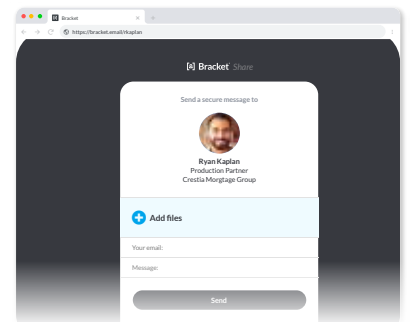 Bracket
https://bracket.email/rkaplan
[&] Bracket Share
Send a secure message to
Ryan Kaplan
Production Partner
Crestia Morgtage Group
Add files
Your email:
Message:
Send